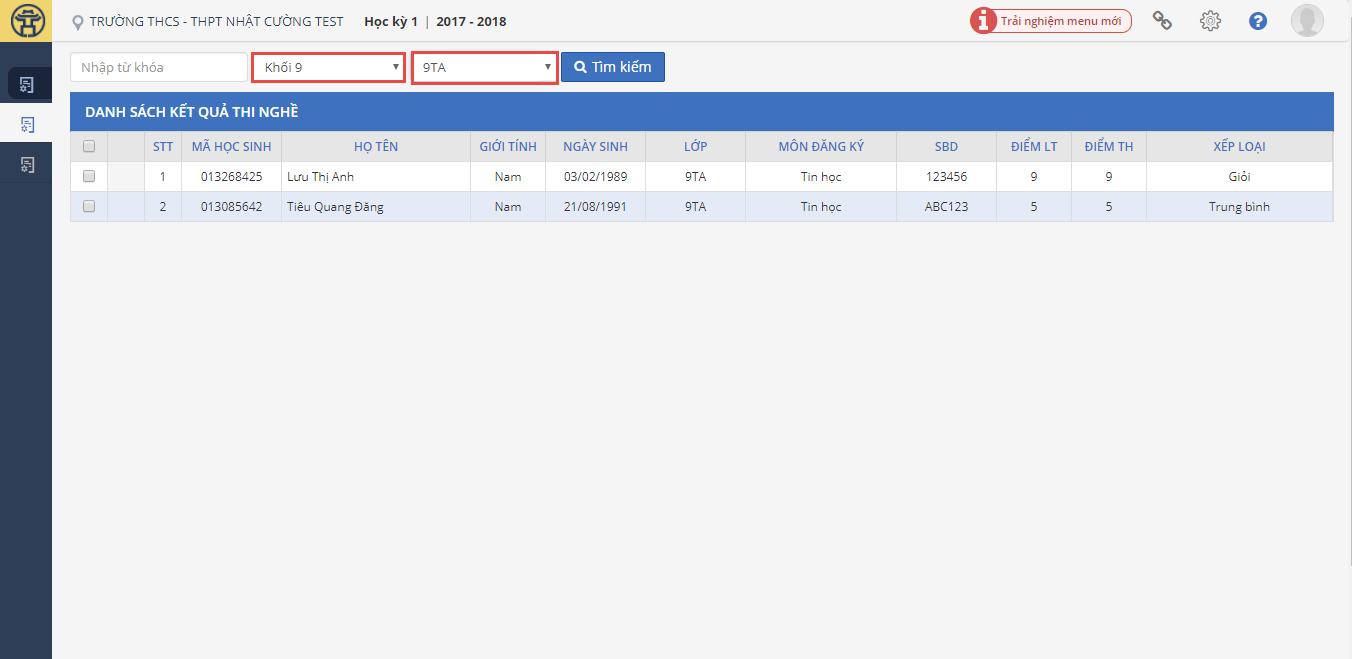 TRƯỜNG THCS - THPT NHẬT CƯỜNG TEST Học kỳ 1 | 2017 - 2018 Trải nghiệm menu mới
Nhập từ khóa Khối 9 9TA Tìm kiếm
DANH SÁCH KẾT QUẢ THI NGHỀ
STT MÃ HỌC SINH HỌ TÊN GIỚI TÍNH NGÀY SINH LỚP MÔN ĐĂNG KÝ SBD ĐIỂM LT ĐIỂM TH XẾP LOẠI
1 013268425 Lưu Thị Anh Nam 03/02/1989 9TA Tin học 123456 9 9 Giỏi
2 013085642 Tiêu Quang Đăng Nam 21/08/1991 9TA Tin học ABC123 5 5 Trung bình